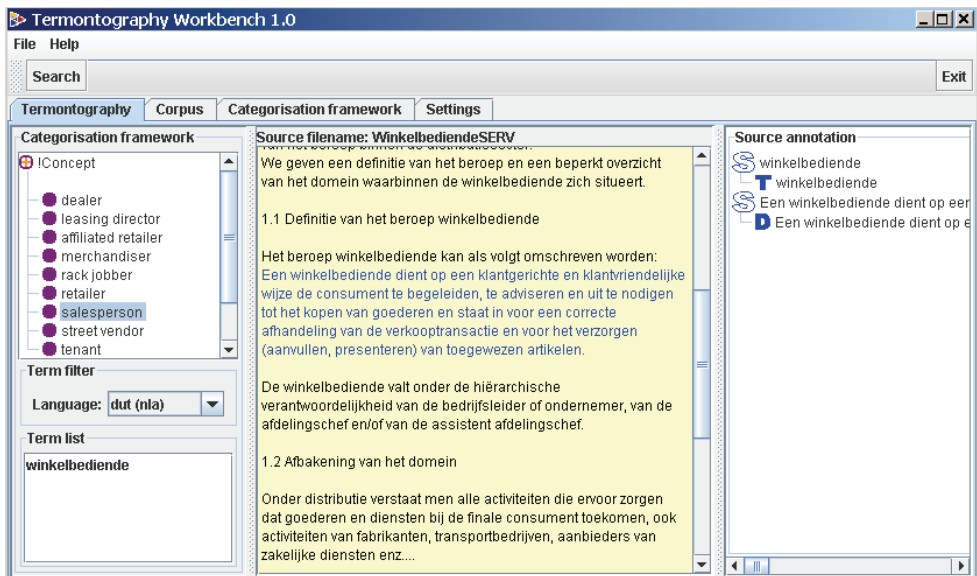 Termontography Workbench 1.0
File Help
Search Exit
Termontography Corpus Categorisation framework Settings
Categorisation framework
!Concept
dealer
leasing director
affiliated retailer
merchandiser
rack jobber
retailer
salesperson
street vendor
tenant
Term filter
Language: dut (nla)
Term list
winkelbediende
Source filename: WinkelbediendeSERV
van het beroep binnen de distributiesector.
We geven een definitie van het beroep en een beperkt overzicht
van het domein waarbinnen de winkelbediende zich situeert.
1.1 Definitie van het beroep winkelbediende
Het beroep winkelbediende kan als volgt omschreven worden:
Een winkelbediende dient op een klantgerichte en klantvriendelijke
wijze de consument te begeleiden, te adviseren en uit te nodigen
tot het kopen van goederen en staat in voor een correcte
afhandeling van de verkooptransactie en voor het verzorgen
(aanvullen, presenteren) van toegewezen artikelen.
De winkelbediende valt onder de hiërarchische
verantwoordelijkheid van de bedrijfsleider of ondernemer, van de
afdelingschef en/of van de assistent afdelingschef.
1.2 Afbakening van het domein
Onder distributie verstaat men alle activiteiten die ervoor zorgen
dat goederen en diensten bij de finale consument toekomen, ook
activiteiten van fabrikanten, transportbedrijven, aanbieders van
zakelijke diensten enz....
Source annotation
S winkelbediende
T winkelbediende
S Een winkelbediende dient op eer
D Een winkelbediende dient op e